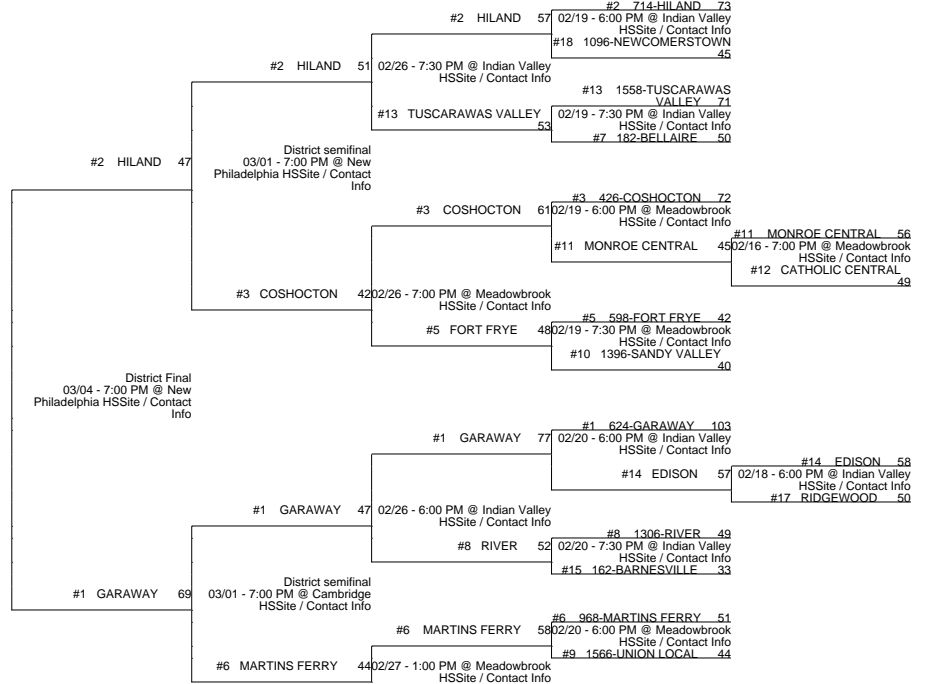 #2 714-HILAND 73
#2 HILAND 57
02/19 - 6:00 PM @ Indian Valley
HSSite / Contact Info
#18 1096-NEWCOMERSTOWN
45
#2 HILAND 51
02/26 - 7:30 PM @ Indian Valley
HSSite / Contact Info
#13 1558-TUSCARAWAS
VALLEY 71
#13 TUSCARAWAS VALLEY
53
02/19 - 7:30 PM @ Indian Valley
HSSite / Contact Info
#7 182-BELLAIRE 50
#2 HILAND 47
District semifinal
03/01 - 7:00 PM @ New
Philadelphia HSSite / Contact
Info
#3 426-COSHOCTON 72
#3 COSHOCTON 61
02/19 - 6:00 PM @ Meadowbrook
HSSite / Contact Info
#11 MONROE CENTRAL 45
#11 MONROE CENTRAL 56
02/16 - 7:00 PM @ Meadowbrook
HSSite / Contact Info
#12 CATHOLIC CENTRAL
49
#3 COSHOCTON 42
02/26 - 7:00 PM @ Meadowbrook
HSSite / Contact Info
#5 598-FORT FRYE 42
#5 FORT FRYE 48
02/19 - 7:30 PM @ Meadowbrook
HSSite / Contact Info
#10 1396-SANDY VALLEY
40
District Final
03/04 - 7:00 PM @ New
Philadelphia HSSite / Contact
Info
#1 624-GARAWAY 103
#1 GARAWAY 77
02/20 - 6:00 PM @ Indian Valley
HSSite / Contact Info
#14 EDISON 57
#14 EDISON 58
02/18 - 6:00 PM @ Indian Valley
HSSite / Contact Info
#17 RIDGEWOOD 50
#1 GARAWAY 47
02/26 - 6:00 PM @ Indian Valley
HSSite / Contact Info
#8 1306-RIVER 49
#8 RIVER 52
02/20 - 7:30 PM @ Indian Valley
HSSite / Contact Info
#15 162-BARNESVILLE 33
#1 GARAWAY 69
District semifinal
03/01 - 7:00 PM @ Cambridge
HSSite / Contact Info
#6 968-MARTINS FERRY 51
#6 MARTINS FERRY 58
02/20 - 6:00 PM @ Meadowbrook
HSSite / Contact Info
#9 1566-UNION LOCAL 44
#6 MARTINS FERRY 44
02/27 - 1:00 PM @ Meadowbrook
HSSite / Contact Info